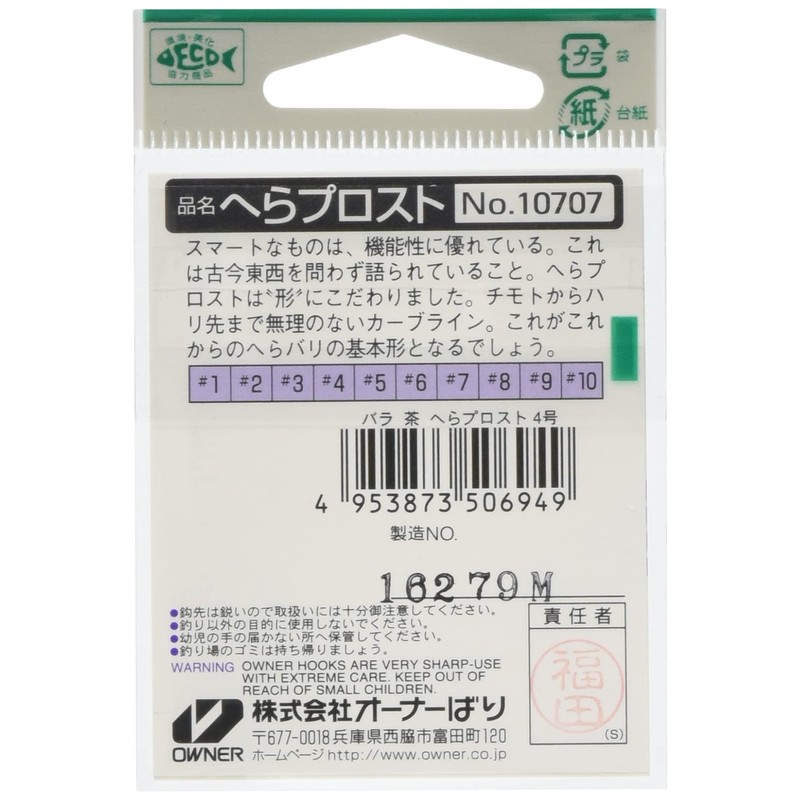 環境・美化
ECO
協力商品
プラ 袋
紙 台紙
品名 へらプロスト No.10707
スマートなものは、機能性に優れている。これ
は古今東西を問わず語られていること。へらプ
ロストは〝形〟にこだわりました。チモトからハ
リ先まで無理のないカーブライン。これがこれ
からのへらバリの基本形となるでしょう。
#1 #2 #3 #4 #5 #6 #7 #8 #9 #10
バラ 茶 へらプロスト 4号
4 953873 506949
製造NO.
16279M
●鈎先は鋭いので取扱いには十分御注意してください。
●釣り以外の目的に使用しないでください。
●幼児の手の届かない所へ保管してください。
●釣り場のゴミは持ち帰りましょう。
WARNING OWNER HOOKS ARE VERY SHARP-USE
WITH EXTREME CARE. KEEP OUT OF
REACH OF SMALL CHILDREN.
責任者
福田
(S)
OWNER
株式会社オーナーばり
〒677-0018兵庫県西脇市富田町120
ホームページhttp://www.owner.co.jp